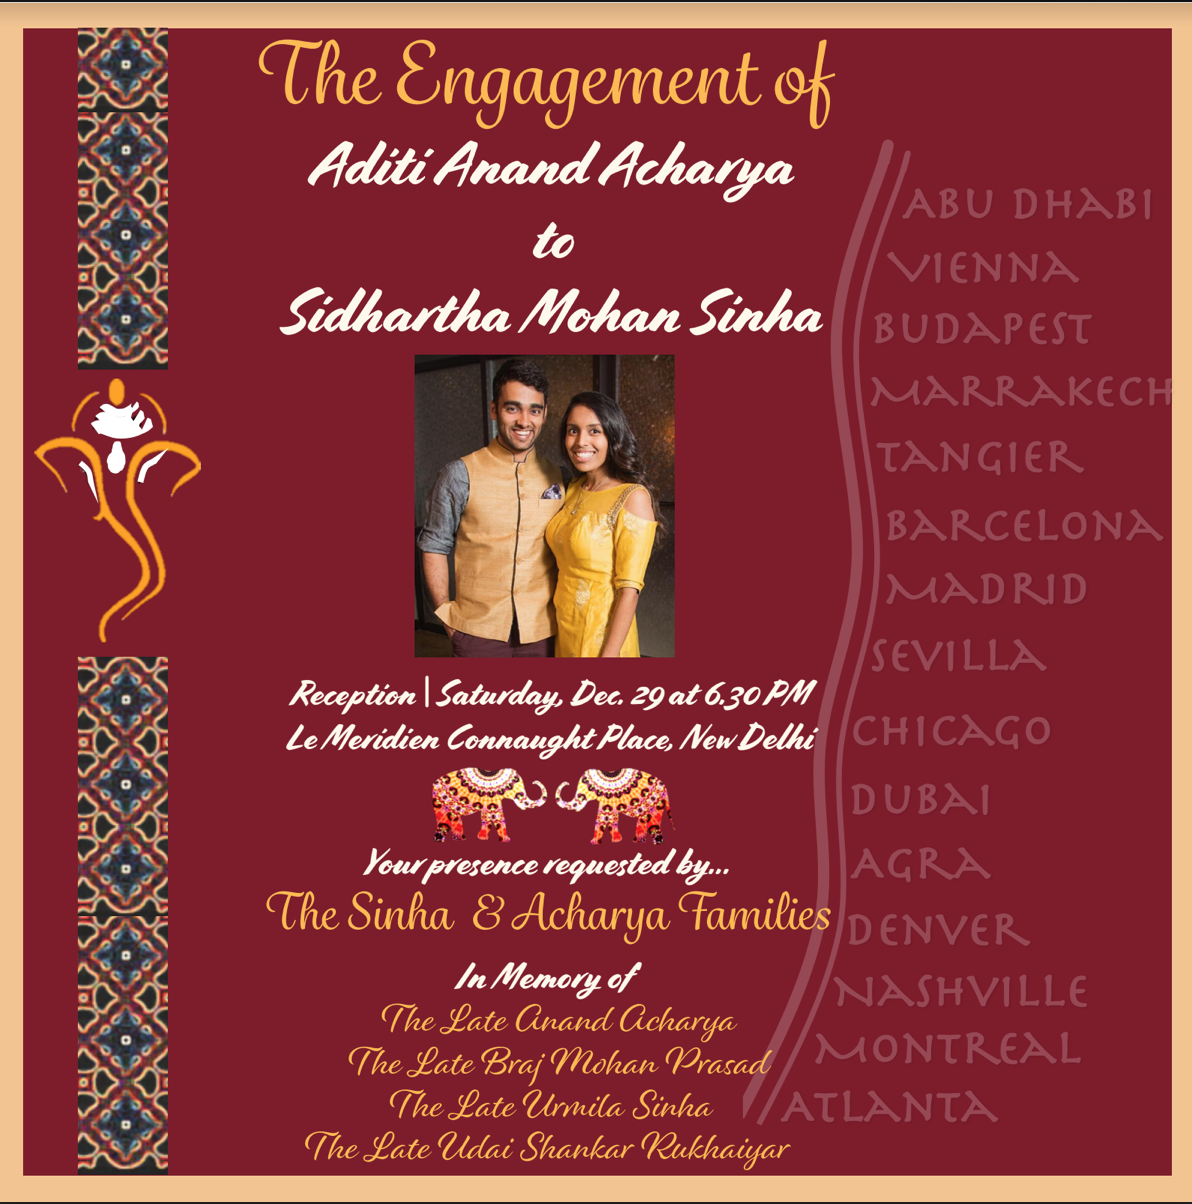 The Engagement of
Aditi Anand Acharya
to
Sidhartha Mohan Sinha
Reception | Saturday, Dec. 29 at 6.30 PM
Le Meridien Connaught Place, New Delhi
Your presence requested by...
The Sinha & Acharya Families
In Memory of
The Late Anand Acharya
The Late Braj Mohan Prasad
The Late Urmila Sinha
The Late Udai Shankar Rukhaiyar
ABU DHABI
VIENNA
BUDAPEST
MARRAKECH
TANGIER
BARCELONA
MADRID
SEVILLA
CHICAGO
DUBAI
AGRA
DENVER
NASHVILLE
MONTREAL
ATLANTA